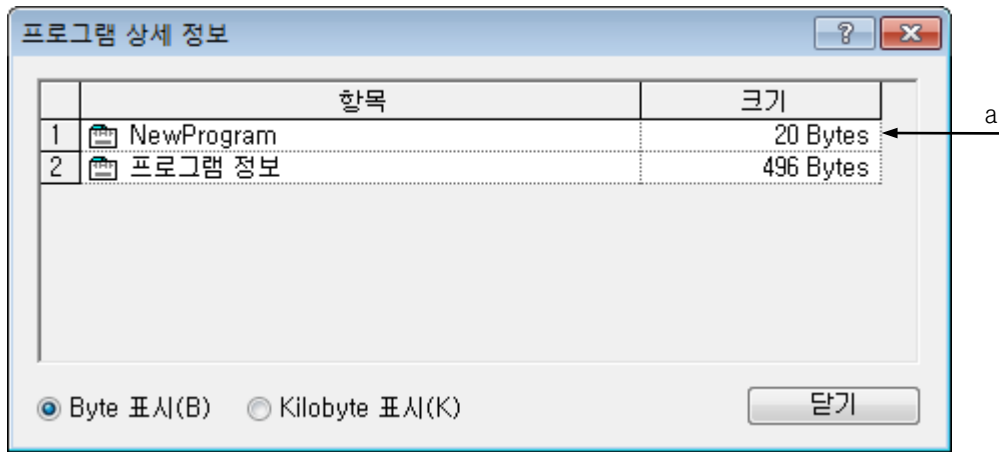 프로그램 상세 정보
항목 크기
1 NewProgram 20 Bytes
2 프로그램 정보 496 Bytes
a
Byte 표시(B) Kilobyte 표시(K) 닫기